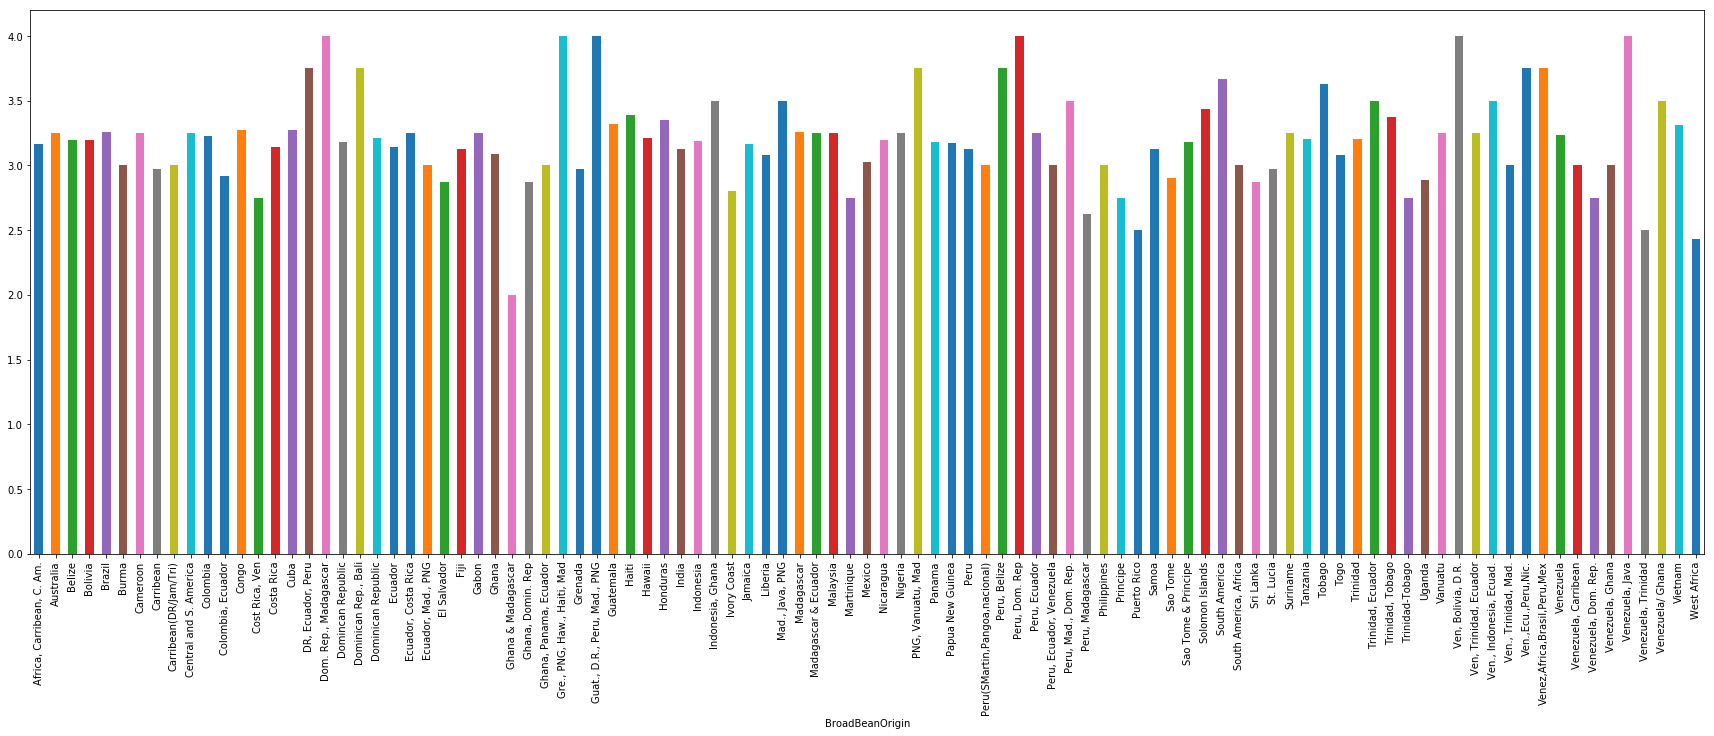 4.0
3.5
3.0
2.5
2.0
1.5
1.0
0.5
0.0
Africa, Carribean, C. Am.
Australia
Belize
Bolivia
Brazil
Burma
Cameroon
Carribean
Carribean(DR/Jam/Tri)
Central and S. America
Colombia
Colombia, Ecuador
Congo
Cost Rica, Ven
Costa Rica
Cuba
DR, Ecuador, Peru
Dom. Rep., Madagascar
Domincan Republic
Dominican Rep., Bali
Dominican Republic
Ecuador
Ecuador, Costa Rica
Ecuador, Mad., PNG
El Salvador
Fiji
Gabon
Ghana
Ghana & Madagascar
Ghana, Domin. Rep
Ghana, Panama, Ecuador
Gre., PNG, Haw., Haiti, Mad
Grenada
Guat., D.R., Peru, Mad., PNG
Guatemala
Haiti
Hawaii
Honduras
India
Indonesia
Indonesia, Ghana
Ivory Coast
Jamaica
Liberia
Mad., Java, PNG
Madagascar
Madagascar & Ecuador
Malaysia
Martinique
Mexico
Nicaragua
Nigeria
PNG, Vanuatu, Mad
Panama
Papua New Guinea
Peru
Peru(SMartin,Pangoa,nacional)
Peru, Belize
Peru, Dom. Rep
Peru, Ecuador
Peru, Ecuador, Venezuela
Peru, Mad., Dom. Rep.
Peru, Madagascar
Philippines
Principe
Puerto Rico
Samoa
Sao Tome
Sao Tome & Principe
Solomon Islands
South America
South America, Africa
Sri Lanka
St. Lucia
Suriname
Tanzania
Tobago
Togo
Trinidad
Trinidad, Ecuador
Trinidad, Tobago
Trinidad-Tobago
Uganda
Vanuatu
Ven, Bolivia, D.R.
Ven, Trinidad, Ecuador
Ven., Indonesia, Ecuad.
Ven., Trinidad, Mad.
Ven.,Ecu.,Peru,Nic.
Venez,Africa,Brasil,Peru,Mex
Venezuela
Venezuela, Carribean
Venezuela, Dom. Rep.
Venezuela, Ghana
Venezuela, Java
Venezuela, Trinidad
Venezuela/ Ghana
Vietnam
West Africa
BroadBeanOrigin